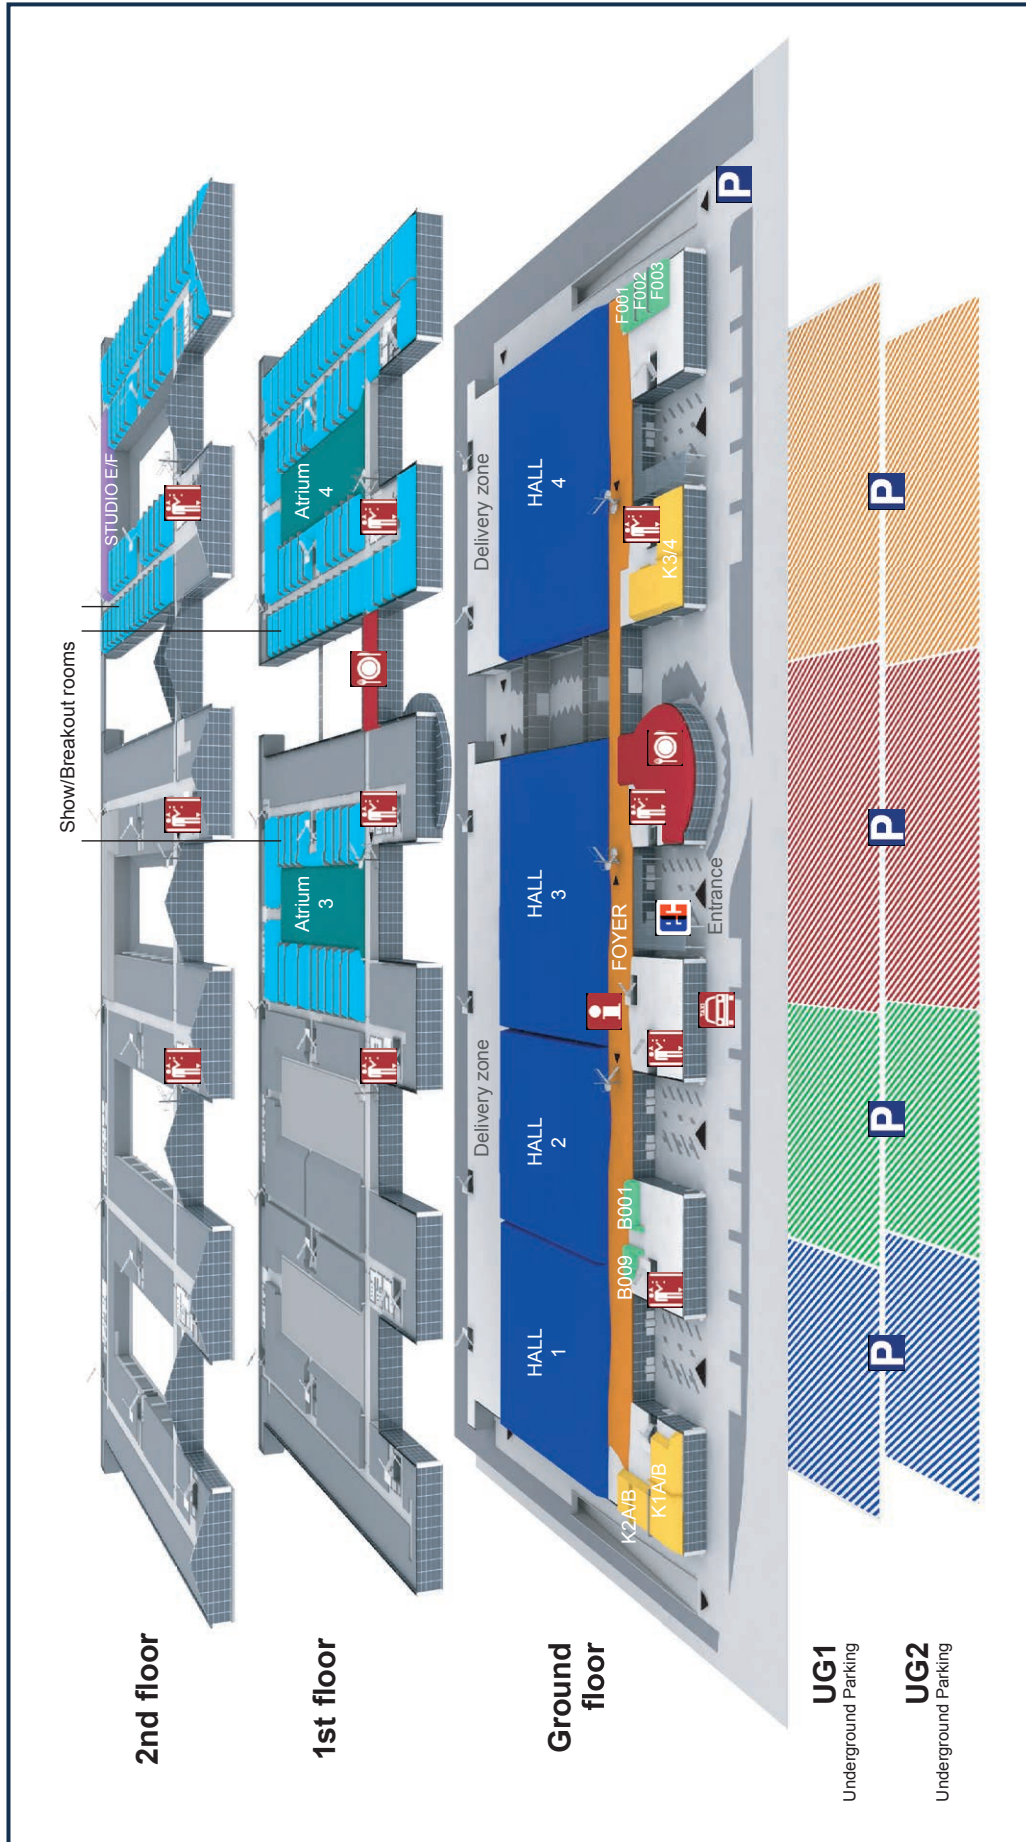 Show/Breakout rooms
2nd floor
STUDIO E/F
1st floor
Atrium
3
Atrium
4
Ground
floor
Delivery zone
Delivery zone
HALL
1
HALL
2
HALL
3
HALL
4
FOYER
K2A/B
K1A/B
B009
B001
K3/4
F001
F002
F003
i
TAXI
EC
Entrance
P
UG1
Underground Parking
P
P
P
P
UG2
Underground Parking